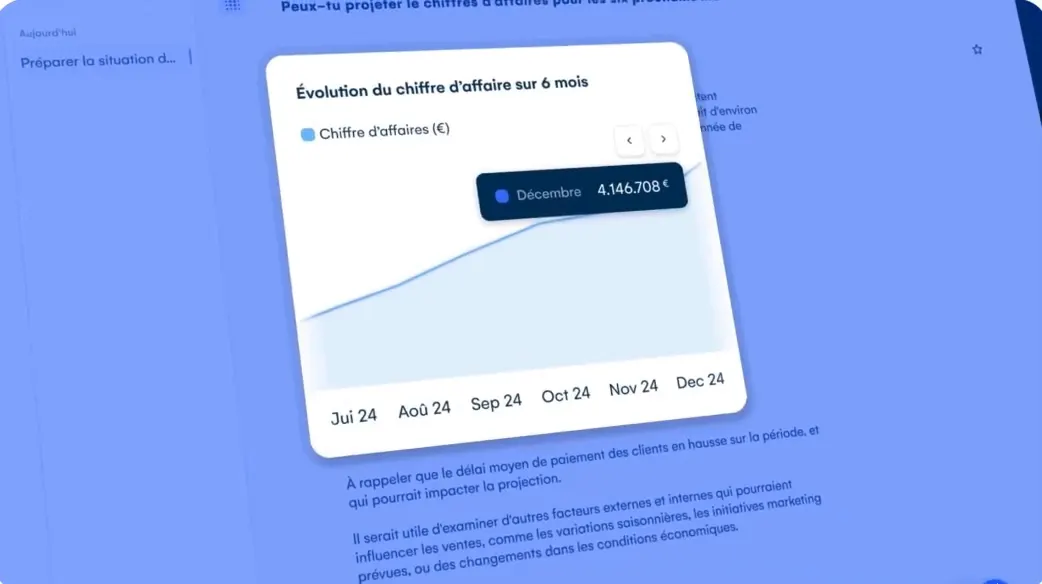 Peux-tu projeter le chiffres d'affaires pour les six
Aujourd'hui
Préparer la situation d...
Évolution du chiffre d'affaire sur 6 mois
Chiffre d'affaires (€)
d'environ
de
Décembre 4.146.708 €
Jui 24 Aoû 24 Sep 24 Oct 24 Nov 24 Dec 24
À rappeler que le délai moyen de paiement des clients en hausse sur la période, et
qui pourrait impacter la projection.
Il serait utile d'examiner d'autres facteurs externes et internes qui pourraient
influencer les ventes, comme les variations saisonnières, les initiatives marketing
prévues, ou des changements dans les conditions économiques.